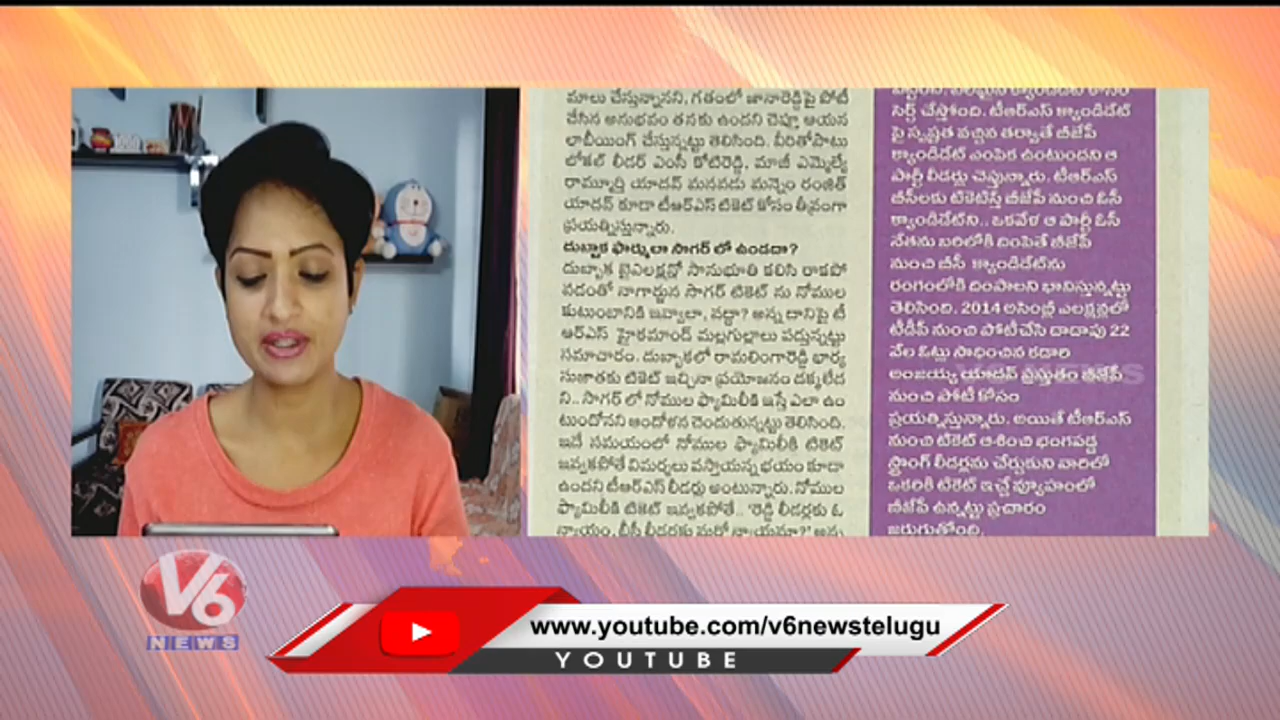 మాలు చేస్తున్నానని, గతంలో జానారెడ్డిపై పోటీ
చేసిన అనుభవం తనకు ఉందని చెప్తూ ఆయన
లాబీయింగ్ చేస్తున్నట్టు తెలిసింది. వీరితోపాటు
లోకల్ లీడర్ ఎంసీ కోటిరెడ్డి, మాజీ ఎమ్మెల్యే
రామ్మూర్తి యాదవ్ మనవడు మన్నెం రంజిత్
యాదవ్ కూడా టీఆర్ఎస్ టికెట్ కోసం తీవ్రంగా
ప్రయత్నిస్తున్నారు.
దుబ్బాక ఫార్ములా సాగర్ లో ఉండదా?
దుబ్బాక బైఎలక్షన్లో సానుభూతి కలిసి రాకపో
వడంతో నాగార్జున సాగర్ టికెట్ ను నోముల
కుటుంబానికి ఇవ్వాలా, వద్దా? అన్న దానిపై టీ
ఆర్ఎస్ హైకమాండ్ మల్లగుల్లాలు పడ్తున్నట్టు
సమాచారం. దుబ్బాకలో రామలింగారెడ్డి భార్య
సుజాతకు టికెట్ ఇచ్చినా ప్రయోజనం దక్కలేద
ని.. సాగర్ లో నోముల ఫ్యామిలీకి ఇస్తే ఎలా ఉం
టుందోనని ఆందోళన చెందుతున్నట్టు తెలిసింది.
ఇదే సమయంలో నోముల ఫ్యామిలీకి టికెట్
ఇవ్వకపోతే విమర్శలు వస్తాయన్న భయం కూడా
ఉందని టీఆర్ఎస్ లీడర్లు అంటున్నారు. నోముల
ఫ్యామిలీకి టికెట్ ఇవ్వకపోతే.. 'రెడ్డి లీడర్లకు ఓ
న్యాయం, బీసీ లీడర్లకు మరో న్యాయమా?' అన్న
సెర్చ్ చేస్తోంది. టీఆర్ఎస్ క్యాండిడేట్
పై స్పష్టత వచ్చిన తర్వాతే బీజేపీ
క్యాండిడేట్ ఎంపిక ఉంటుందని ఆ
పార్టీ లీడర్లు చెప్తున్నారు. టీఆర్ఎస్
బీసీలకు టికెటిస్తే బీజేపీ నుంచి ఓసీ
క్యాండిడేట్‌ని.. ఒకవేళ ఆ పార్టీ ఓసీ
నేతను బరిలోకి దింపితే బీజేపీ
నుంచి బీసీ క్యాండిడేట్‌ను
రంగంలోకి దింపాలని భావిస్తున్నట్టు
తెలిసింది. 2014 అసెంబ్లీ ఎలక్షన్లలో
టీడీపీ నుంచి పోటీ చేసి దాదాపు 22
వేల ఓట్లు సాధించిన కడారి
అంజయ్య యాదవ్ ప్రస్తుతం బీజేపీ
నుంచి పోటీ కోసం
ప్రయత్నిస్తున్నారు. అయితే టీఆర్ఎస్
నుంచి టికెట్ ఆశించి భంగపడ్డ
స్ట్రాంగ్ లీడర్లను చేర్చుకుని వారిలో
ఒకరికి టికెట్ ఇచ్చే వ్యూహంలో
బీజేపీ ఉన్నట్టు ప్రచారం
జరుగుతోంది.
V6
NEWS
www.youtube.com/v6newstelugu
YOUTUBE